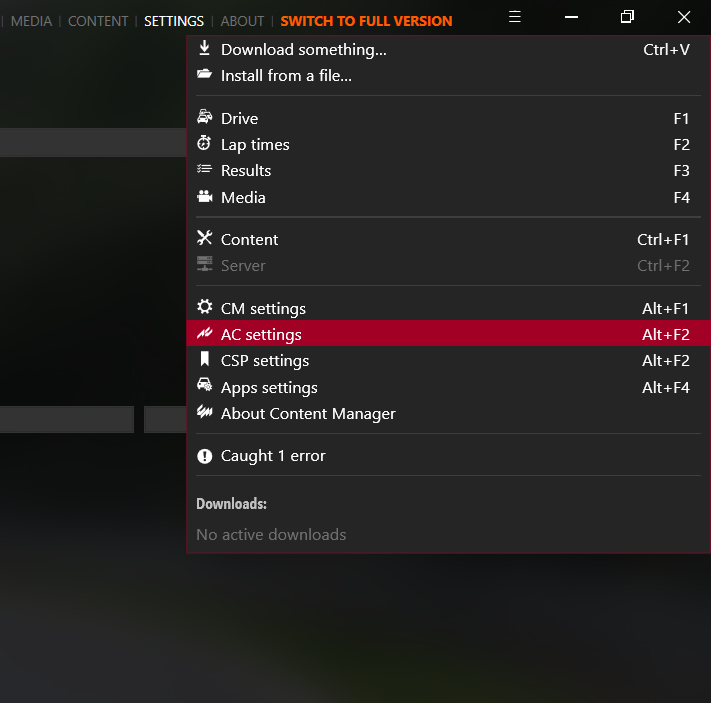 MEDIA | CONTENT | SETTINGS | ABOUT | SWITCH TO FULL VERSION
Download something... Ctrl+V
Install from a file...
Drive F1
Lap times F2
Results F3
Media F4
Content Ctrl+F1
Server Ctrl+F2
CM settings Alt+F1
AC settings Alt+F2
CSP settings Alt+F2
Apps settings Alt+F4
About Content Manager
Caught 1 error
Downloads:
No active downloads